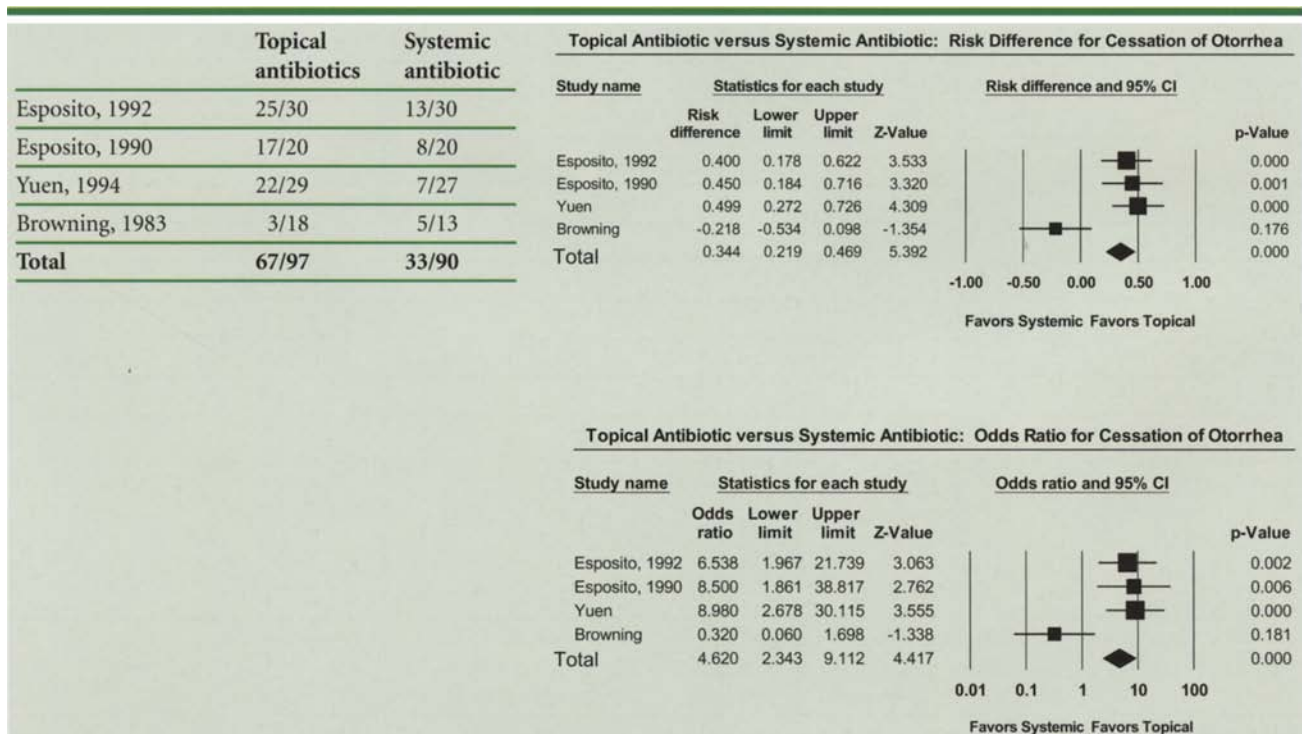 Topical antibiotics Systemic antibiotic
Esposito, 1992 25/30 13/30
Esposito, 1990 17/20 8/20
Yuen, 1994 22/29 7/27
Browning, 1983 3/18 5/13
Total 67/97 33/90
Topical Antibiotic versus Systemic Antibiotic: Risk Difference for Cessation of Otorrhea
Study name Statistics for each study Risk difference and 95% CI
Risk difference Lower limit Upper limit Z-Value p-Value
Esposito, 1992 0.400 0.178 0.622 3.533 0.000
Esposito, 1990 0.450 0.184 0.716 3.320 0.001
Yuen 0.499 0.272 0.726 4.309 0.000
Browning -0.218 -0.534 0.098 -1.354 0.176
Total 0.344 0.219 0.469 5.392 0.000
-1.00 -0.50 0.00 0.50 1.00
Favors Systemic Favors Topical
Topical Antibiotic versus Systemic Antibiotic: Odds Ratio for Cessation of Otorrhea
Study name Statistics for each study Odds ratio and 95% CI
Odds ratio Lower limit Upper limit Z-Value p-Value
Esposito, 1992 6.538 1.967 21.739 3.063 0.002
Esposito, 1990 8.500 1.861 38.817 2.762 0.006
Yuen 8.980 2.678 30.115 3.555 0.000
Browning 0.320 0.060 1.698 -1.338 0.181
Total 4.620 2.343 9.112 4.417 0.000
0.01 0.1 1 10 100
Favors Systemic Favors Topical